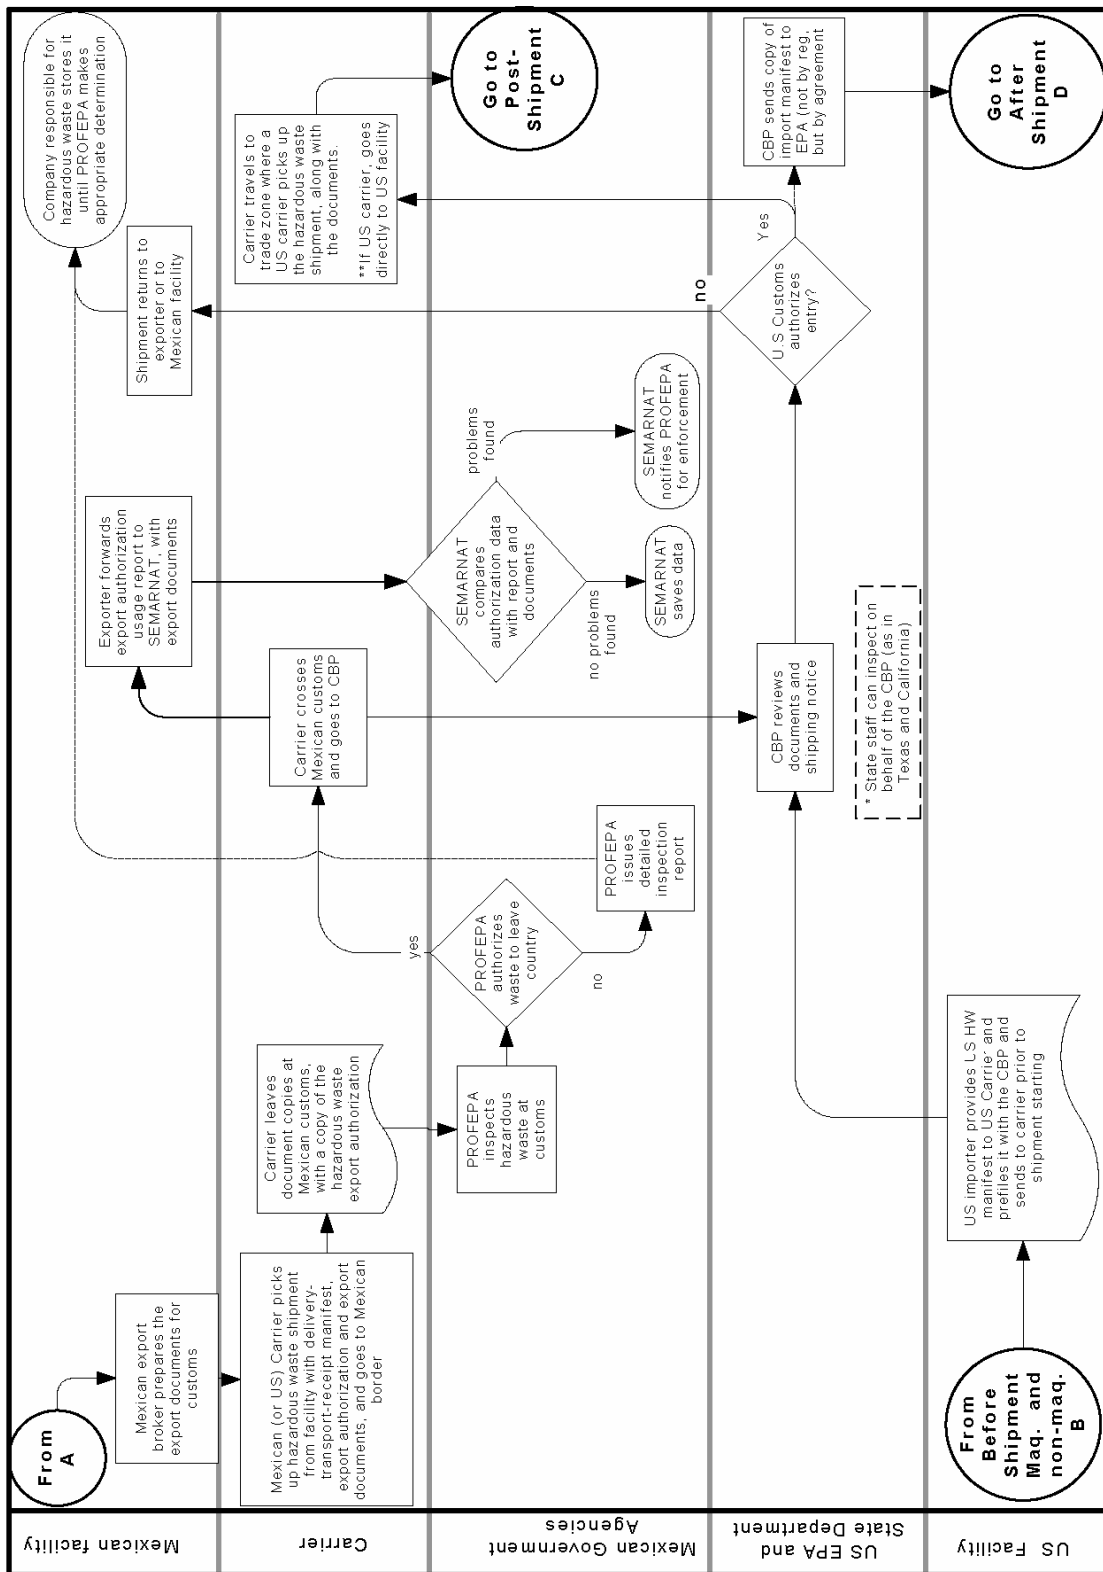 Mexican facility
From
A
Mexican export
broker prepares the
export documents for
customs
Exporter forwards
export authorization
usage report to
SEMARNAT, with
export documents
Shipment returns to
exporter or to
Mexican facility
Company responsible for
hazardous waste stores it
until PROFEPA makes
appropriate determination
Carrier
Mexican (or US) Carrier picks
up hazardous waste shipment
from facility with delivery-
transport-receipt manifest,
export authorization and export
documents, and goes to Mexican
border
Carrier leaves
document copies at
Mexican customs,
with a copy of the
hazardous waste
export authorization
Carrier crosses
Mexican customs
and goes to CBP
Carrier travels to
trade zone where a
US carrier picks up
the hazardous waste
shipment, along with
the documents.
**If US carrier, goes
directly to US facility
Mexican Government
Agencies
PROFEPA
inspects
hazardous
waste at
customs
yes
PROFEPA
authorizes
waste to leave
country
no
PROFEPA
issues
detailed
inspection
report
SEMARNAT
compares
authorization data
with report and
documents
problems
found
no problems
found
SEMARNAT
saves data
SEMARNAT
notifies PROFEPA
for enforcement
Go to
Post-
Shipment
C
US EPA and
State Department
CBP reviews
documents and
shipping notice
* State staff can inspect on
behalf of the CBP (as in
Texas and California)
no
U.S Customs
authorizes
entry?
Yes
CBP sends copy of
import manifest to
EPA (not by reg,
but by agreement
US Facility
From
Before
Shipment
Maq. and
non-maq.
B
US importer provides US HW
manifest to US Carrier and
prefiles it with the CBP and
sends to carrier prior to
shipment starting
Go to
After
Shipment
D